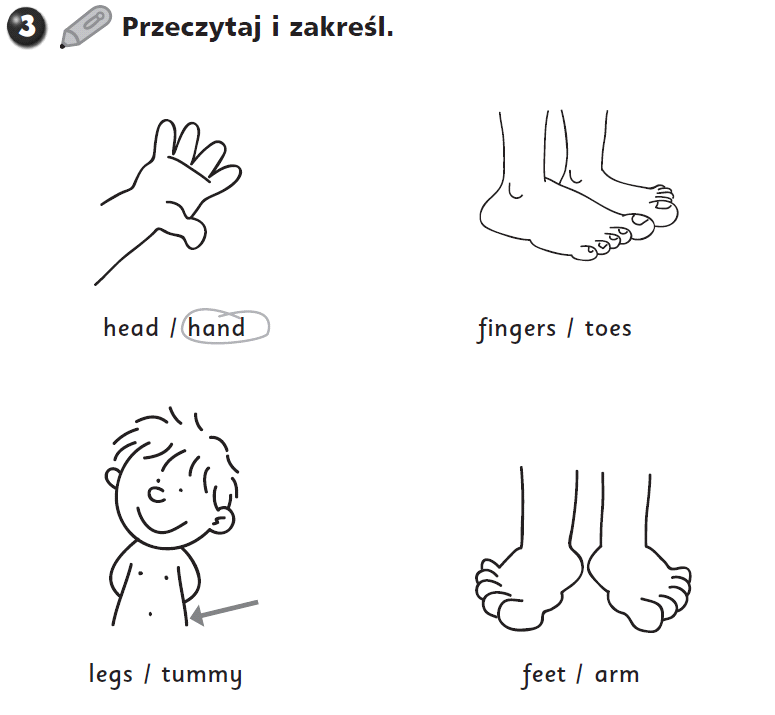 3 Przeczytaj i zakreśl.
head / hand
fingers / toes
legs / tummy
feet / arm